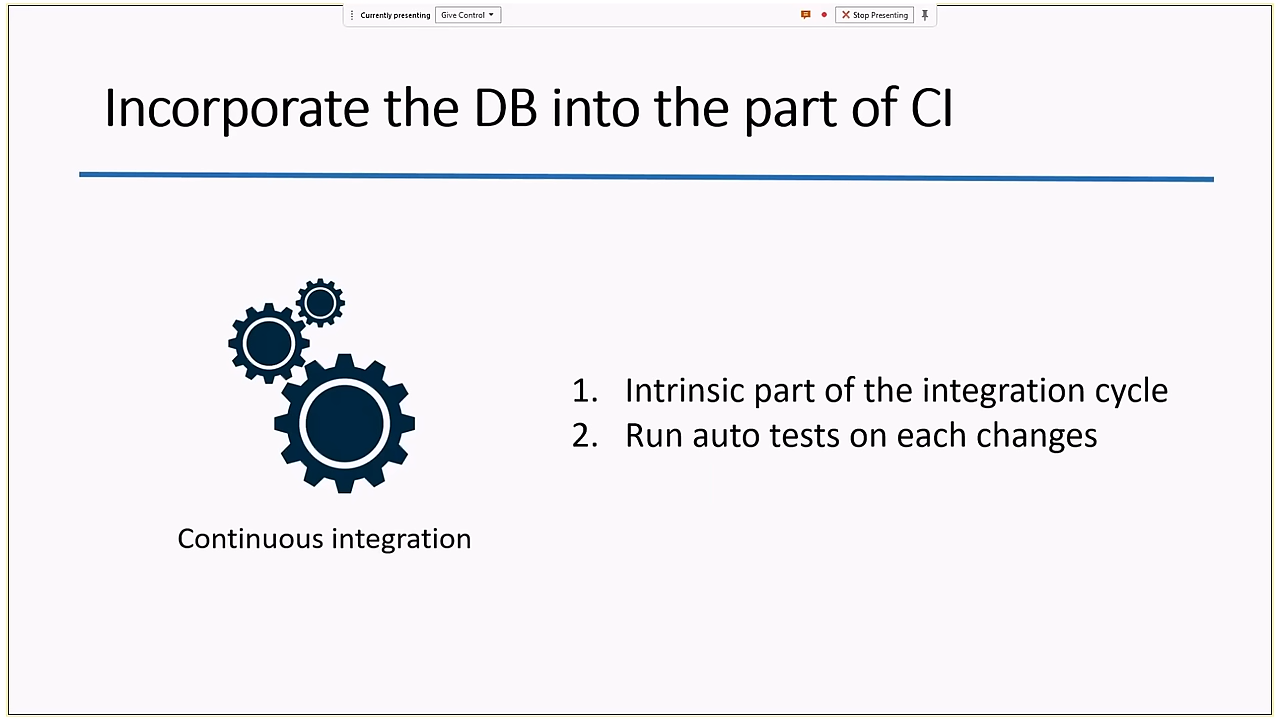 Currently presenting Give Control Stop Presenting
Incorporate the DB into the part of CI
1. Intrinsic part of the integration cycle
2. Run auto tests on each changes
Continuous integration